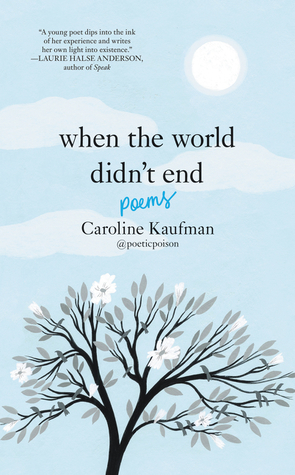 "A young poet dips into the ink
of her experience and writes
her own light into existence."
—LAURIE HALSE ANDERSON,
author of Speak
when the world
didn't end
poems
Caroline Kaufman
@poeticpoison